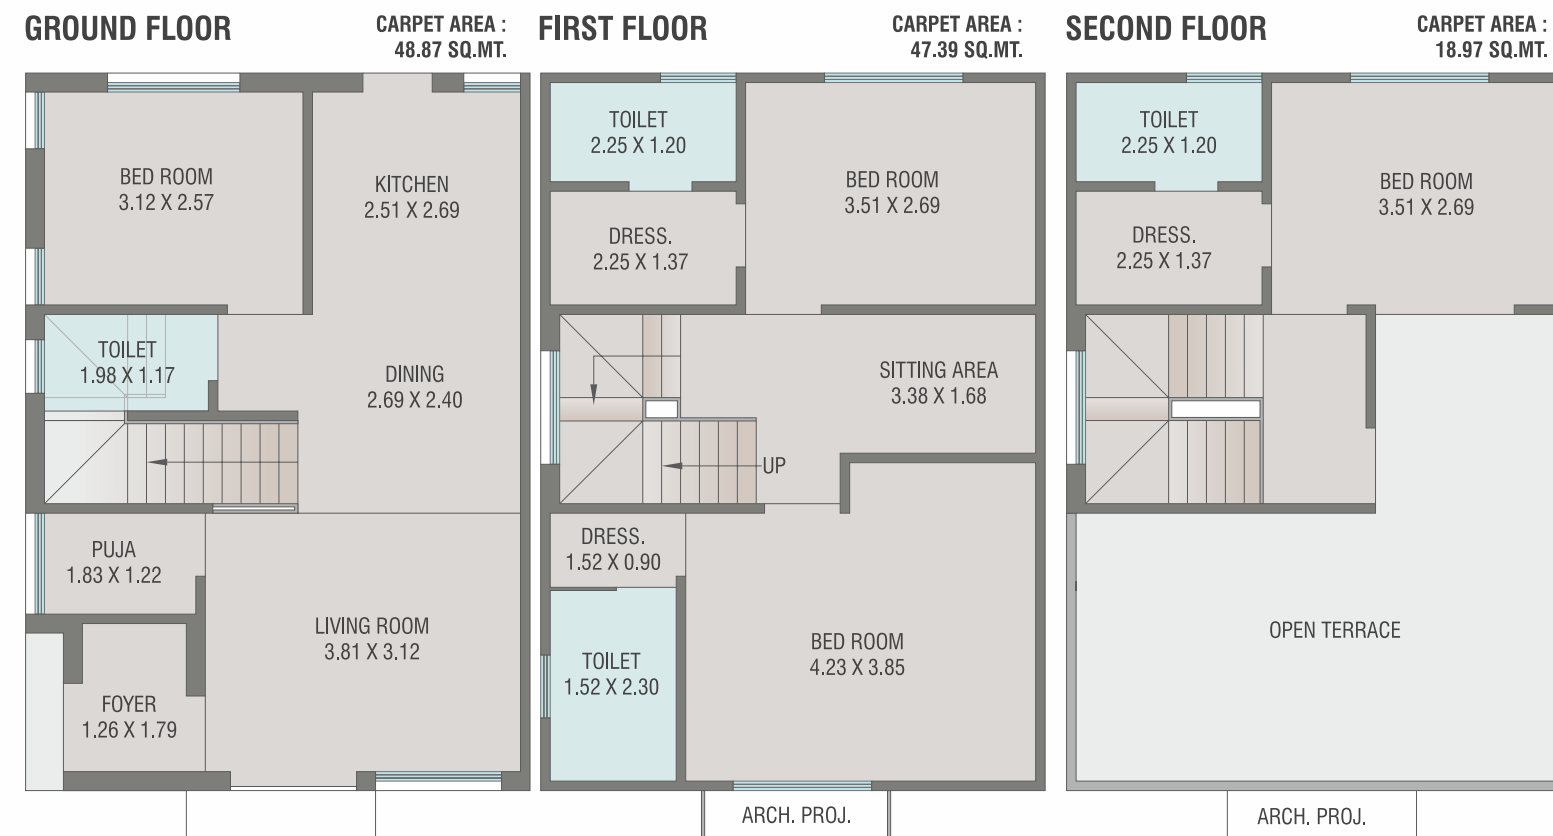 GROUND FLOOR
CARPET AREA :
48.87 SQ.MT.
BED ROOM
3.12 X 2.57
KITCHEN
2.51 X 2.69
TOILET
1.98 X 1.17
DINING
2.69 X 2.40
PUJA
1.83 X 1.22
LIVING ROOM
3.81 X 3.12
FOYER
1.26 X 1.79
FIRST FLOOR
CARPET AREA :
47.39 SQ.MT.
TOILET
2.25 X 1.20
BED ROOM
3.51 X 2.69
DRESS.
2.25 X 1.37
SITTING AREA
3.38 X 1.68
UP
DRESS.
1.52 X 0.90
BED ROOM
4.23 X 3.85
TOILET
1.52 X 2.30
ARCH. PROJ.
SECOND FLOOR
CARPET AREA :
18.97 SQ.MT.
TOILET
2.25 X 1.20
BED ROOM
3.51 X 2.69
DRESS.
2.25 X 1.37
OPEN TERRACE
ARCH. PROJ.